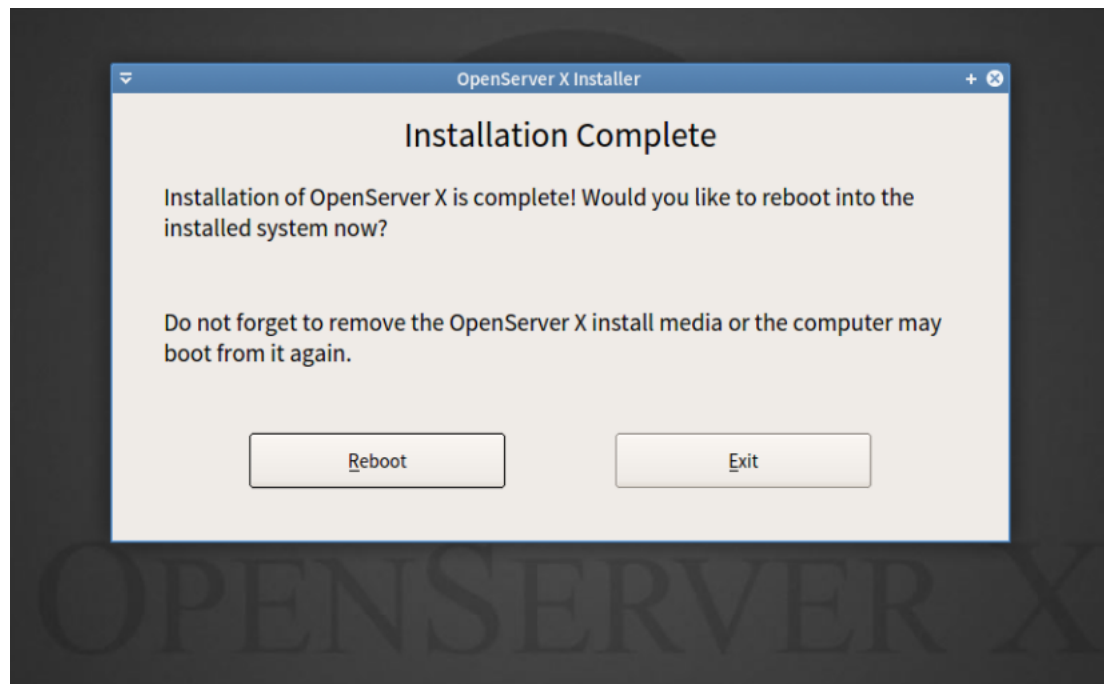 OpenServer X Installer
Installation Complete
Installation of OpenServer X is complete! Would you like to reboot into the
installed system now?
Do not forget to remove the OpenServer X install media or the computer may
boot from it again.
Reboot
Exit
OPENSERVER X